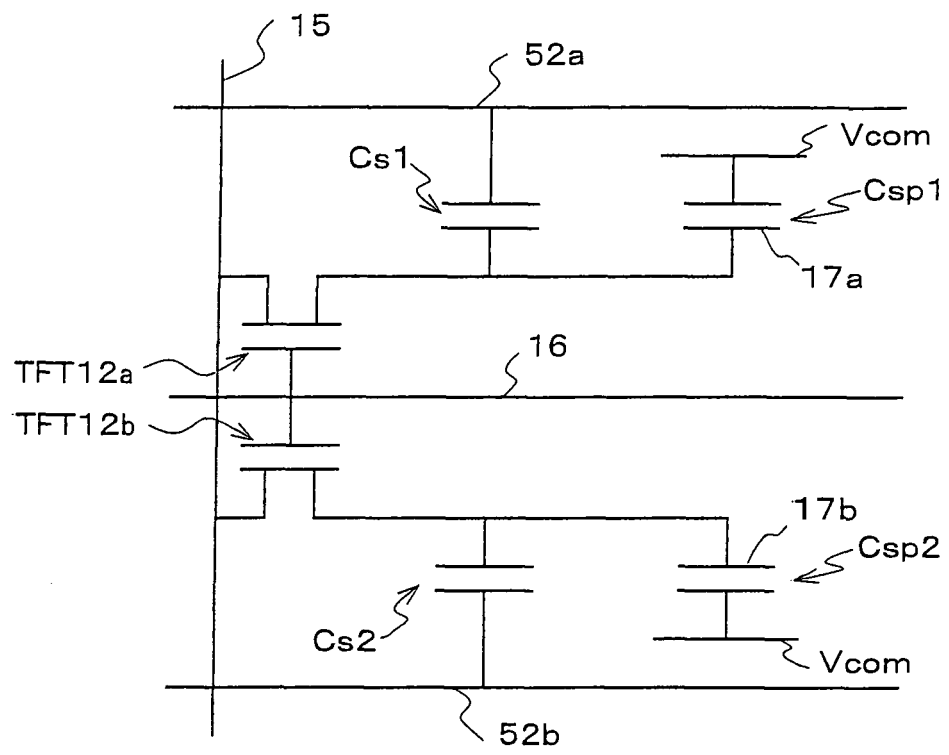 15
52a
Vcom
Cs1
Csp1
17a
16
TFT12a
TFT12b
17b
Csp2
Cs2
Vcom
52b